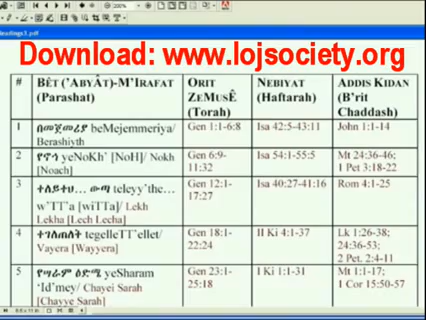 200%
eadings3.pdf
Download: www.lojsociety.org
# BÊT ('ABYÂT)-M'IRAFAT (Parashat) ORIT ZEMUSÊ (Torah) NEBIYAT (Haftarah) ADDIS KIDAN (B'rit Chaddash)
1 በመጀመሪያ beMejemmeriya/ Berashiyth Gen 1:1-6:8 Isa 42:5-43:11 John 1:1-14
2 የኖኅ yeNoKh' [NoH]/ Nokh [Noach] Gen 6:9-11:32 Isa 54:1-55:5 Mt 24:36-46; 1 Pet 3:18-22
3 ተለይተህ... ውጣ teleyy'the... w'TT'a [wiTTa]/ Lekh Lekha [Lech Lecha] Gen 12:1-17:27 Isa 40:27-41:16 Rom 4:1-25
4 ተገለጠለት tegelleTT'ellet/ Vayera [Wayyera] Gen 18:1-22:24 II Ki 4:1-37 Lk 1:26-38; 24:36-53; 2 Pet. 2:4-11
5 የሣራም ዕድሜ yeSharam 'Id'mey/ Chayei Sarah [Chayye Sarah] Gen 23:1-25:18 I Ki 1:1-31 Mt 1:1-17; 1 Cor 15:50-57